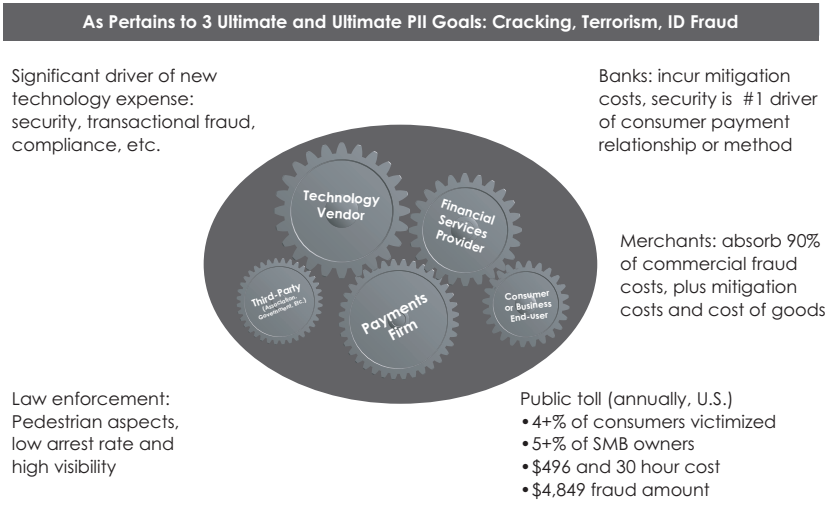 As Pertains to 3 Ultimate and Ultimate PII Goals: Cracking, Terrorism, ID Fraud
Significant driver of new
technology expense:
security, transactional fraud,
compliance, etc.
Banks: incur mitigation
costs, security is #1 driver
of consumer payment
relationship or method
Technology
Vendor
Financial
Services
Provider
Merchants: absorb 90%
of commercial fraud
costs, plus mitigation
costs and cost of goods
Third-Party
(Association,
Government, Etc.)
Payments
Firm
Consumer
or Business
End-user
Law enforcement:
Pedestrian aspects,
low arrest rate and
high visibility
Public toll (annually, U.S.)
• 4+% of consumers victimized
• 5+% of SMB owners
• $496 and 30 hour cost
• $4,849 fraud amount